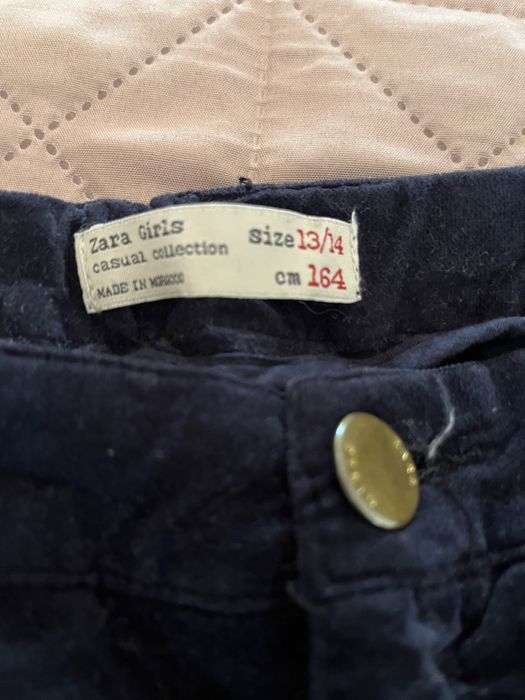 Zara Girls
casual collection
MADE IN MOROCCO
Size 13/14
cm 164